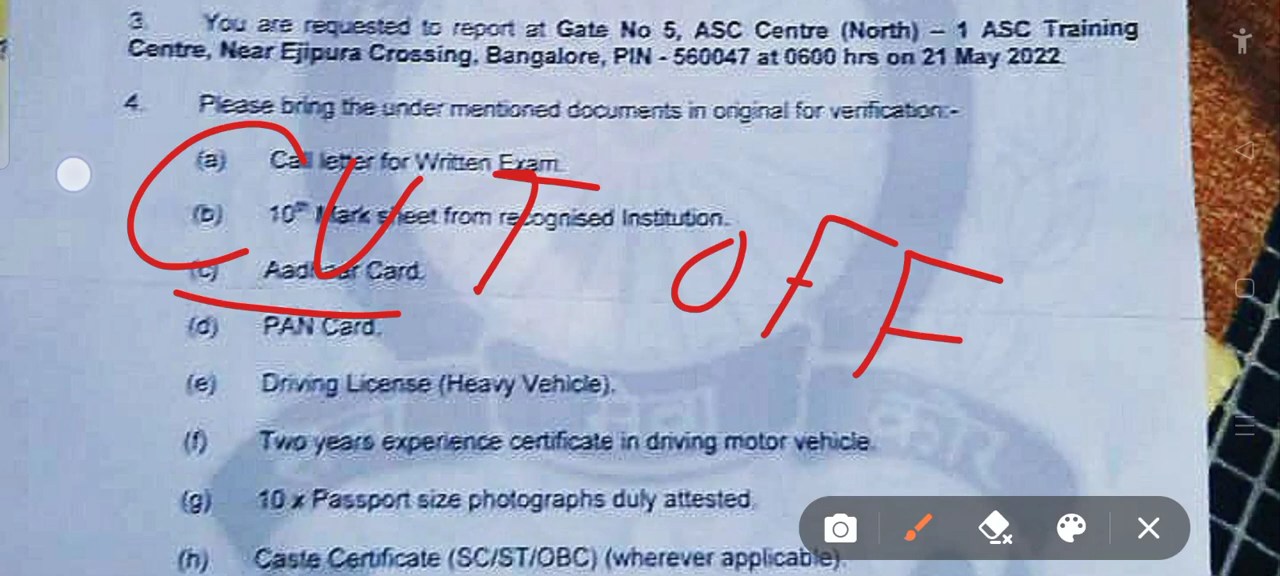 3. You are requested to report at Gate No 5, ASC Centre (North) – 1 ASC Training
Centre, Near Ejipura Crossing, Bangalore, PIN - 560047 at 0600 hrs on 21 May 2022.
4. Please bring the under mentioned documents in original for verification:-
(a) Call letter for Written Exam.
(b) 10th Mark sheet from recognised Institution.
(c) Aadhaar Card.
CUT OFF
(d) PAN Card.
(e) Driving License (Heavy Vehicle).
(f) Two years experience certificate in driving motor vehicle.
सेवा
(g) 10 x Passport size photographs duly attested.
(h) Caste Certificate (SC/ST/OBC) (wherever applicable).